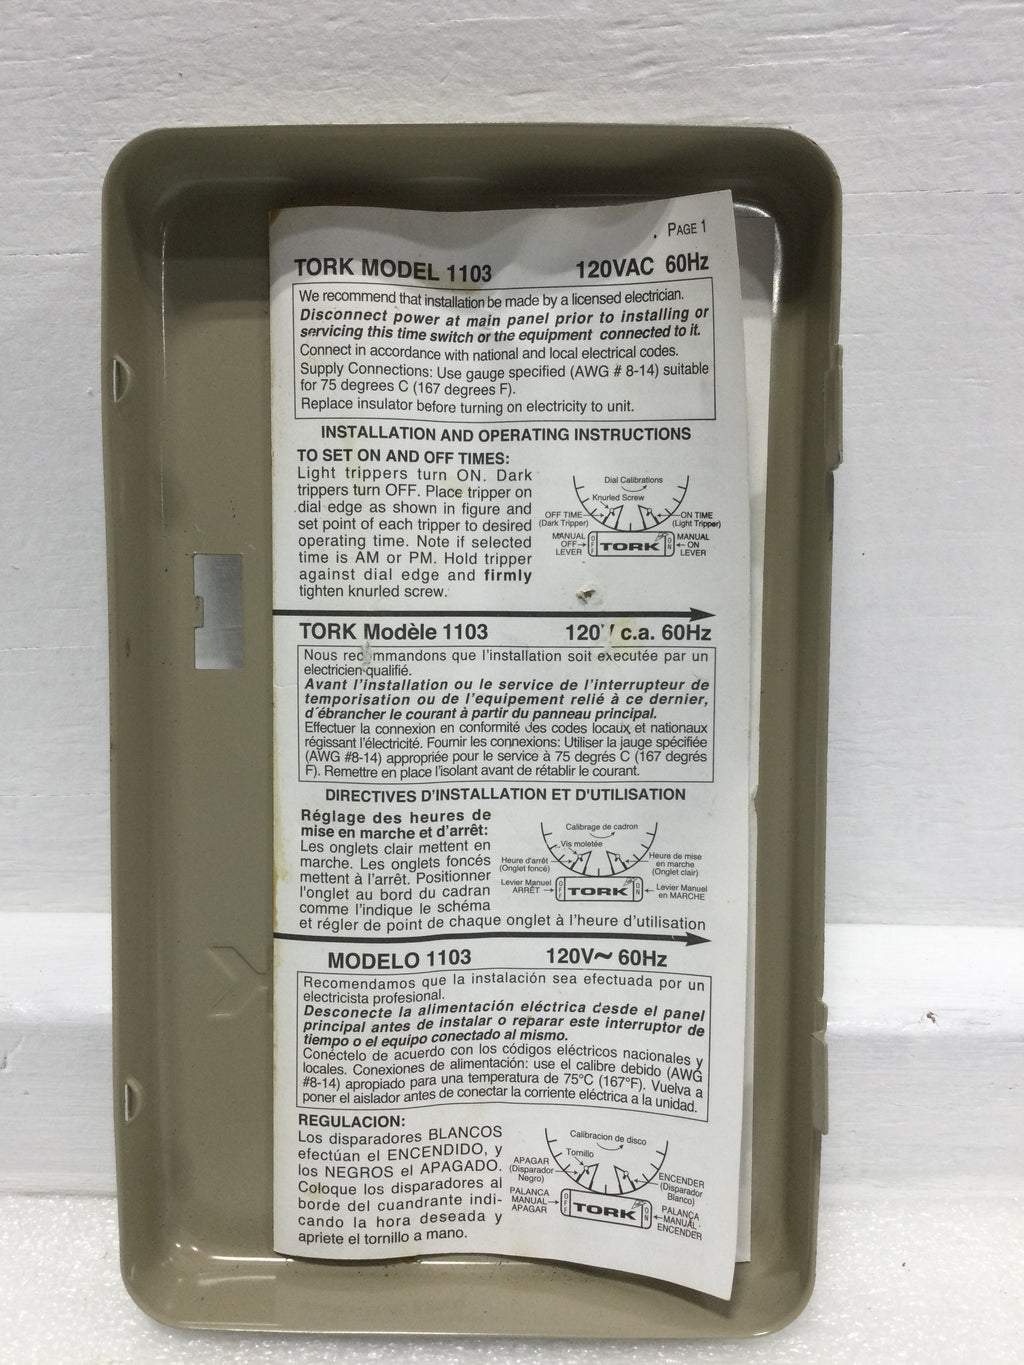 PAGE 1
TORK MODEL 1103 120VAC 60Hz
We recommend that installation be made by a licensed electrician.
Disconnect power at main panel prior to installing or
servicing this time switch or the equipment connected to it.
Connect in accordance with national and local electrical codes.
Supply Connections: Use gauge specified (AWG # 8-14) suitable
for 75 degrees C (167 degrees F).
Replace insulator before turning on electricity to unit.
INSTALLATION AND OPERATING INSTRUCTIONS
TO SET ON AND OFF TIMES:
Light trippers turn ON. Dark
trippers turn OFF. Place tripper on
dial edge as shown in figure and
set point of each tripper to desired
operating time. Note if selected
time is AM or PM. Hold tripper
against dial edge and firmly
tighten knurled screw.
Dial Calibrations
Knurled Screw
OFF TIME
(Dark Tripper)
ON TIME
(Light Tripper)
MANUAL
OFF
LEVER
OFF
TORK
ON
MANUAL
ON
LEVER
TORK Modèle 1103 120V c.a. 60Hz
Nous recommandons que l'installation soit executée par un
electricien qualifié.
Avant l'installation ou le service de l'interrupteur de
temporisation ou de l'equipement relié à ce dernier,
d´ébrancher le courant à partir du panneau principal.
Effectuer la connexion en conformité des codes locaux et nationaux
régissant l'électricité. Fournir les connexions: Utiliser la jauge spécifiée
(AWG #8-14) appropriée pour le service à 75 degrés C (167 degrés
F). Remettre en place l'isolant avant de rétablir le courant.
DIRECTIVES D'INSTALLATION ET D'UTILISATION
Réglage des heures de
mise en marche et d'arrêt:
Les onglets clair mettent en
marche. Les onglets foncés
mettent à l'arrêt. Positionner
l'onglet au bord du cadran
comme l'indique le schéma
et régler de point de chaque onglet à l'heure d'utilisation
Calibrage de cadron
Vis moletée
Heure d'arrêt
(Onglet foncé)
Heure de mise
en marche
(Onglet clair)
Levier Manuel
ARRÊT
OFF
TORK
ON
Levier Manuel
en MARCHE
MODELO 1103 120V~ 60Hz
Recomendamos que la instalación sea efectuada por un
electricista profesional.
Desconecte la alimentación eléctrica desde el panel
principal antes de instalar o reparar este interruptor de
tiempo o el equipo conectado al mismo.
Conéctelo de acuerdo con los códigos eléctricos nacionales y
locales. Conexiones de alimentación: use el calibre debido (AWG
#8-14) apropiado para una temperatura de 75°C (167°F). Vuelva a
poner el aislador antes de conectar la corriente eléctrica a la unidad.
REGULACION:
Los disparadores BLANCOS
efectúan el ENCENDIDO, y
los NEGROS el APAGADO.
Coloque los disparadores al
borde del cuandrante indi-
cando la hora deseada y
apriete el tornillo a mano.
Calibracion de disco
Tornillo
APAGAR
(Disparador
Negro)
ENCENDER
(Disparador
Blanco)
PALANCA
MANUAL
APAGAR
OFF
TORK
ON
PALANCA
MANUAL
ENCENDER